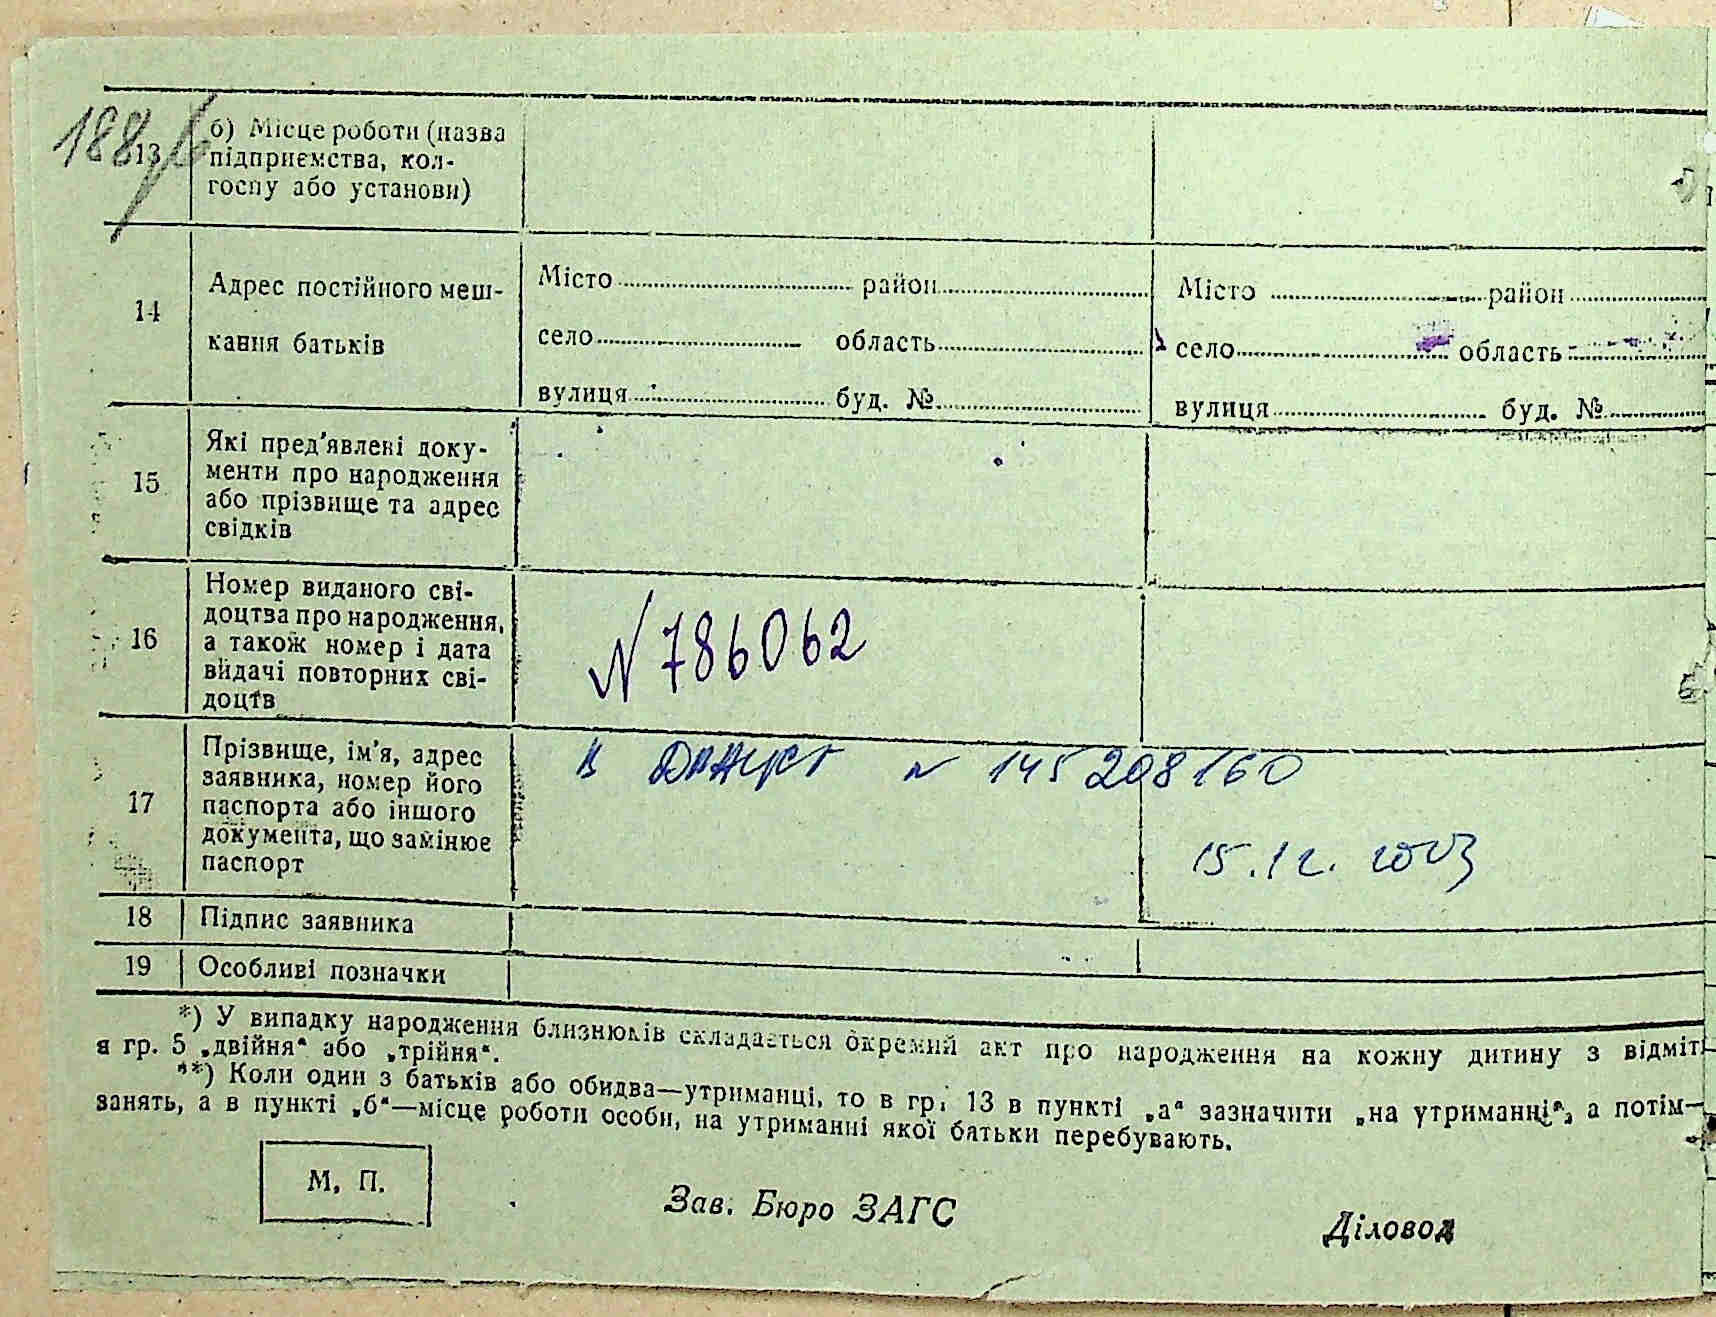 188
13
б) Місце роботи (назва
підприємства, кол-
госпу або установи)
14
Адрес постійного меш-
кання батьків
Місто район
село область
вулиця буд. №
Місто район
село область
вулиця буд. №
15
Які пред'явлені доку-
менти про народження
або прізвище та адрес
свідків
16
Номер виданого сві-
доцтва про народження,
а також номер і дата
видачі повторних сві-
доцтв
N 786062
17
Прізвище, ім'я, адрес
заявника, номер його
паспорта або іншого
документа, що замінює
паспорт
N 145208160
15.12.2003
18 Підпис заявника
19 Особливі позначки
*) У випадку народження близнюків складається окремий акт про народження на кожну дитину з відміт
в гр. 5 „двійня“ або „трійня“.
**) Коли один з батьків або обидва—утриманці, то в гр. 13 в пункті „а“ зазначити „на утриманні“, а потім—
занять, а в пункті „б“—місце роботи особи, на утриманні якої батьки перебувають.
М. П.
Зав. Бюро ЗАГС
Діловод